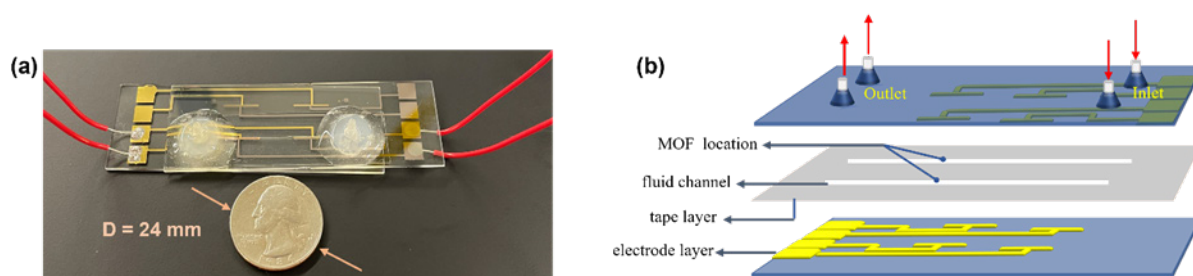 (a)
D = 24 mm
(b)
Outlet
Inlet
MOF location
fluid channel
tape layer
electrode layer